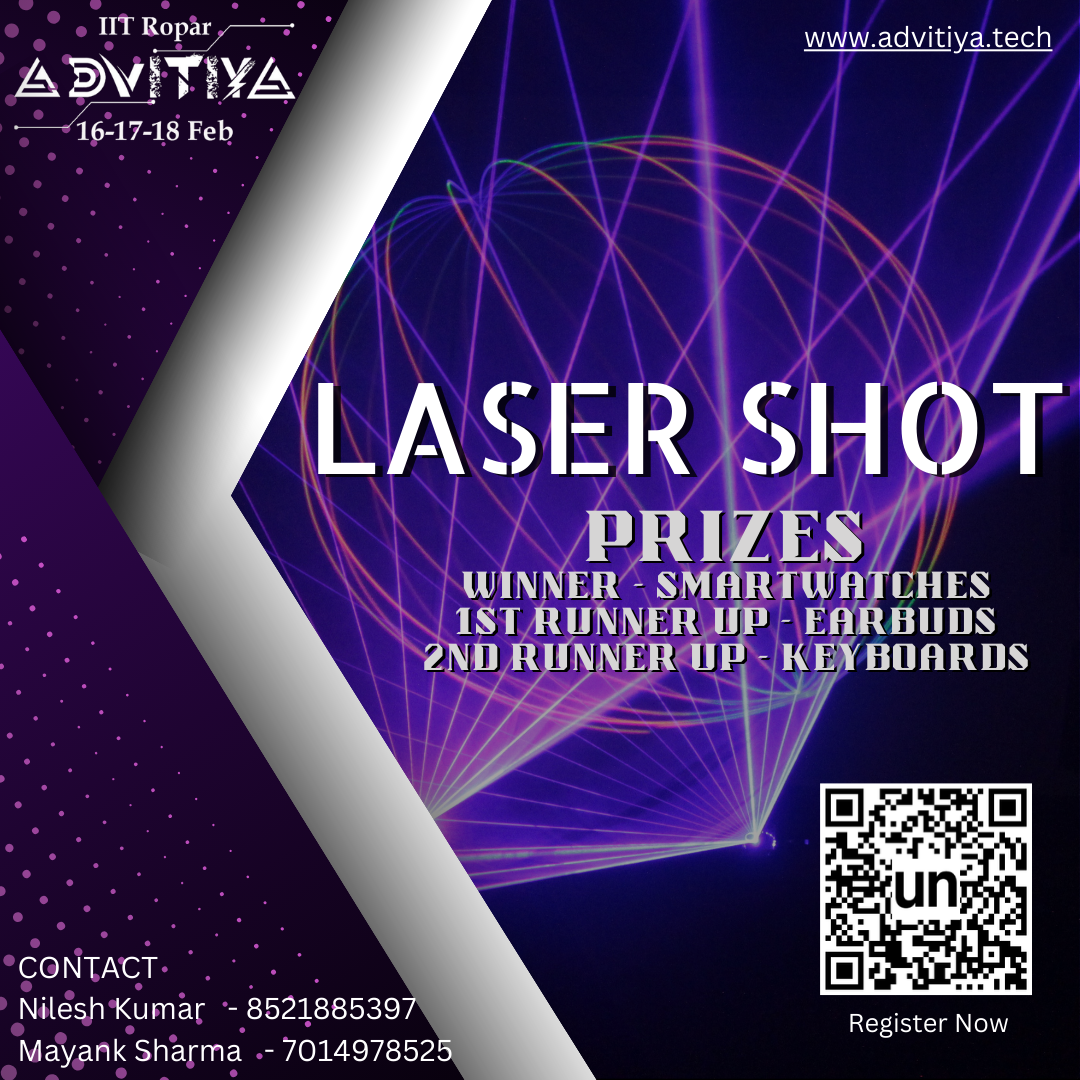 IIT Ropar
ADVITIYA
16-17-18 Feb
www.advitiya.tech
LASER SHOT
PRIZES
WINNER - SMARTWATCHES
1ST RUNNER UP - EARBUDS
2ND RUNNER UP - KEYBOARDS
un
Register Now
CONTACT
Nilesh Kumar - 8521885397
Mayank Sharma - 7014978525